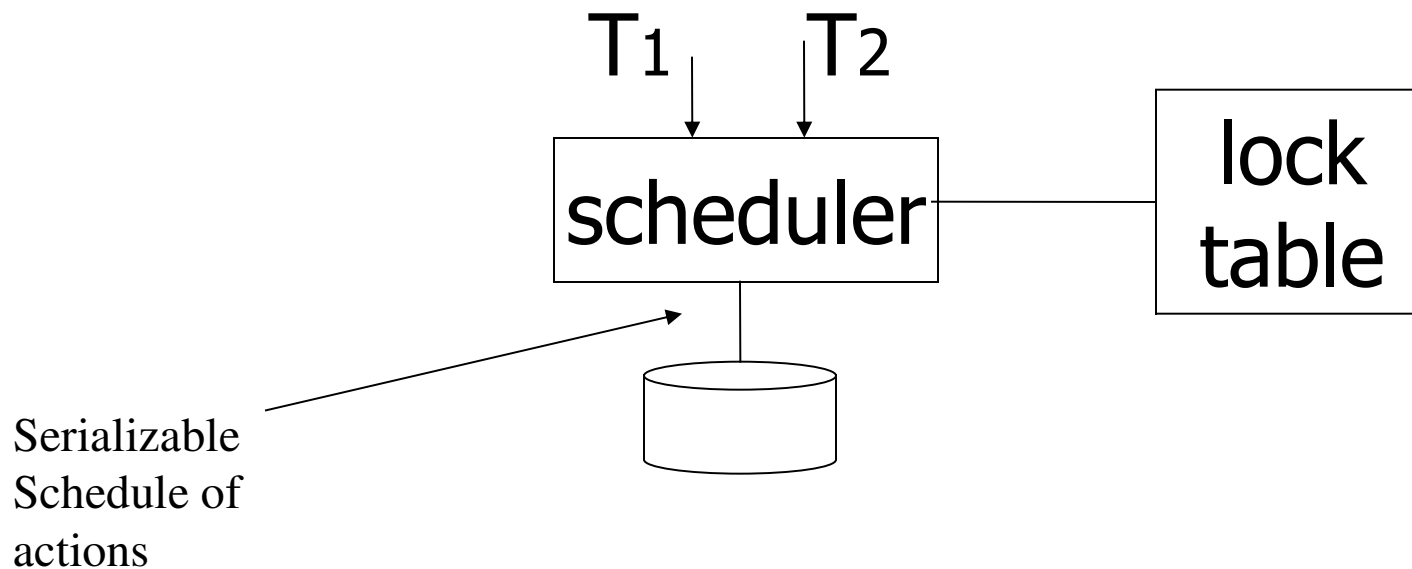 T1 T2
scheduler
lock
table
Serializable
Schedule of
actions